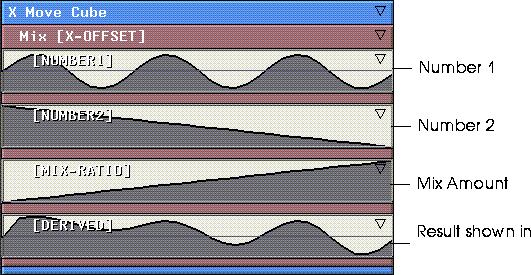 X Move Cube
Mix [X-OFFSET]
[NUMBER1]
Number 1
[NUMBER2]
Number 2
[MIX-RATIO]
Mix Amount
[DERIVED]
Result shown in